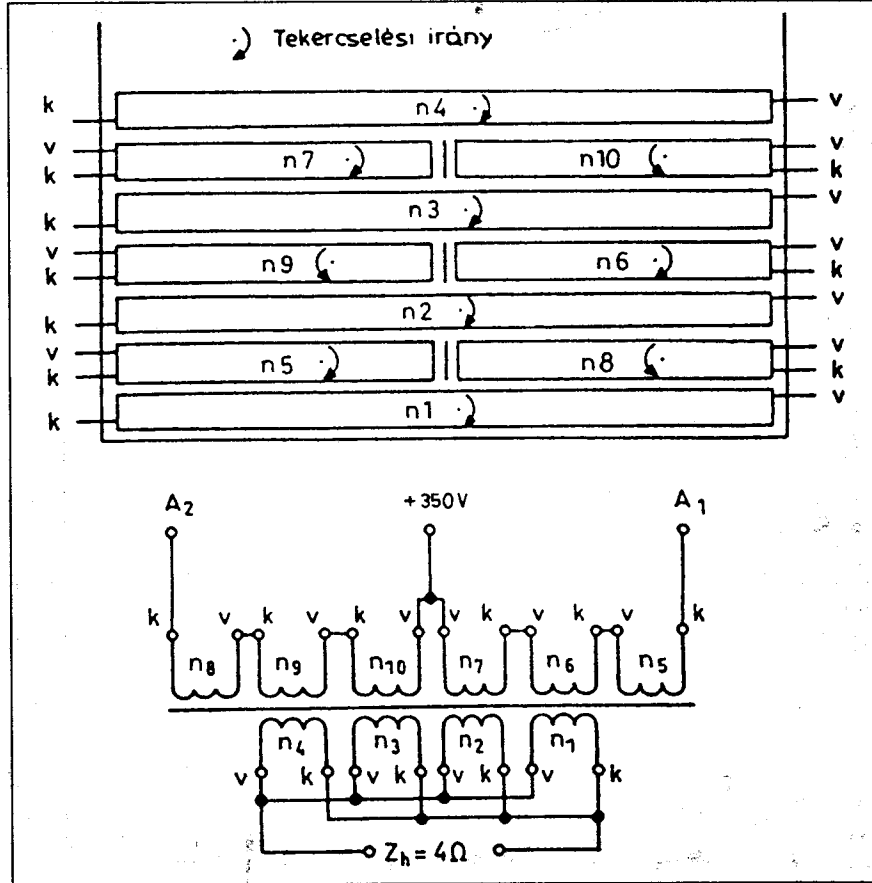 Tekercselési irány
k n4 v
v n7 n10 v
k k
k n3 v
v n9 n6 v
k k
k n2 v
v n5 n8 v
k k
k n1 v
A2 +350V A1
k v k v k v v k v k v k
n8 n9 n10 n7 n6 n5
n4 n3 n2 n1
v k v k v k v k
Zh = 4Ω